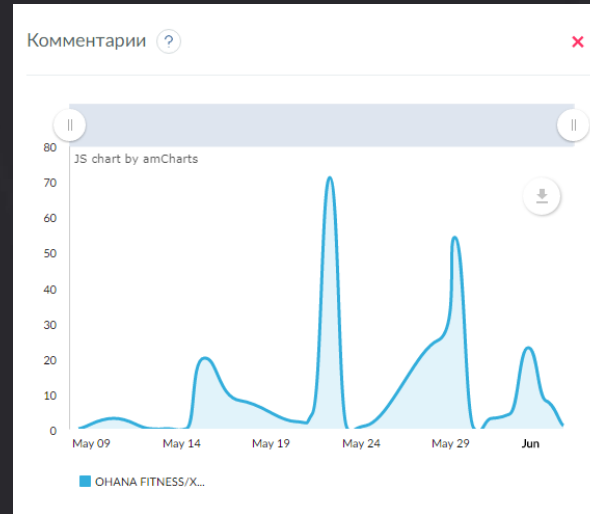 Комментарии ?
80
JS chart by amCharts
70
60
50
40
30
20
10
0
May 09 May 14 May 19 May 24 May 29 Jun
OHANA FITNESS/X...